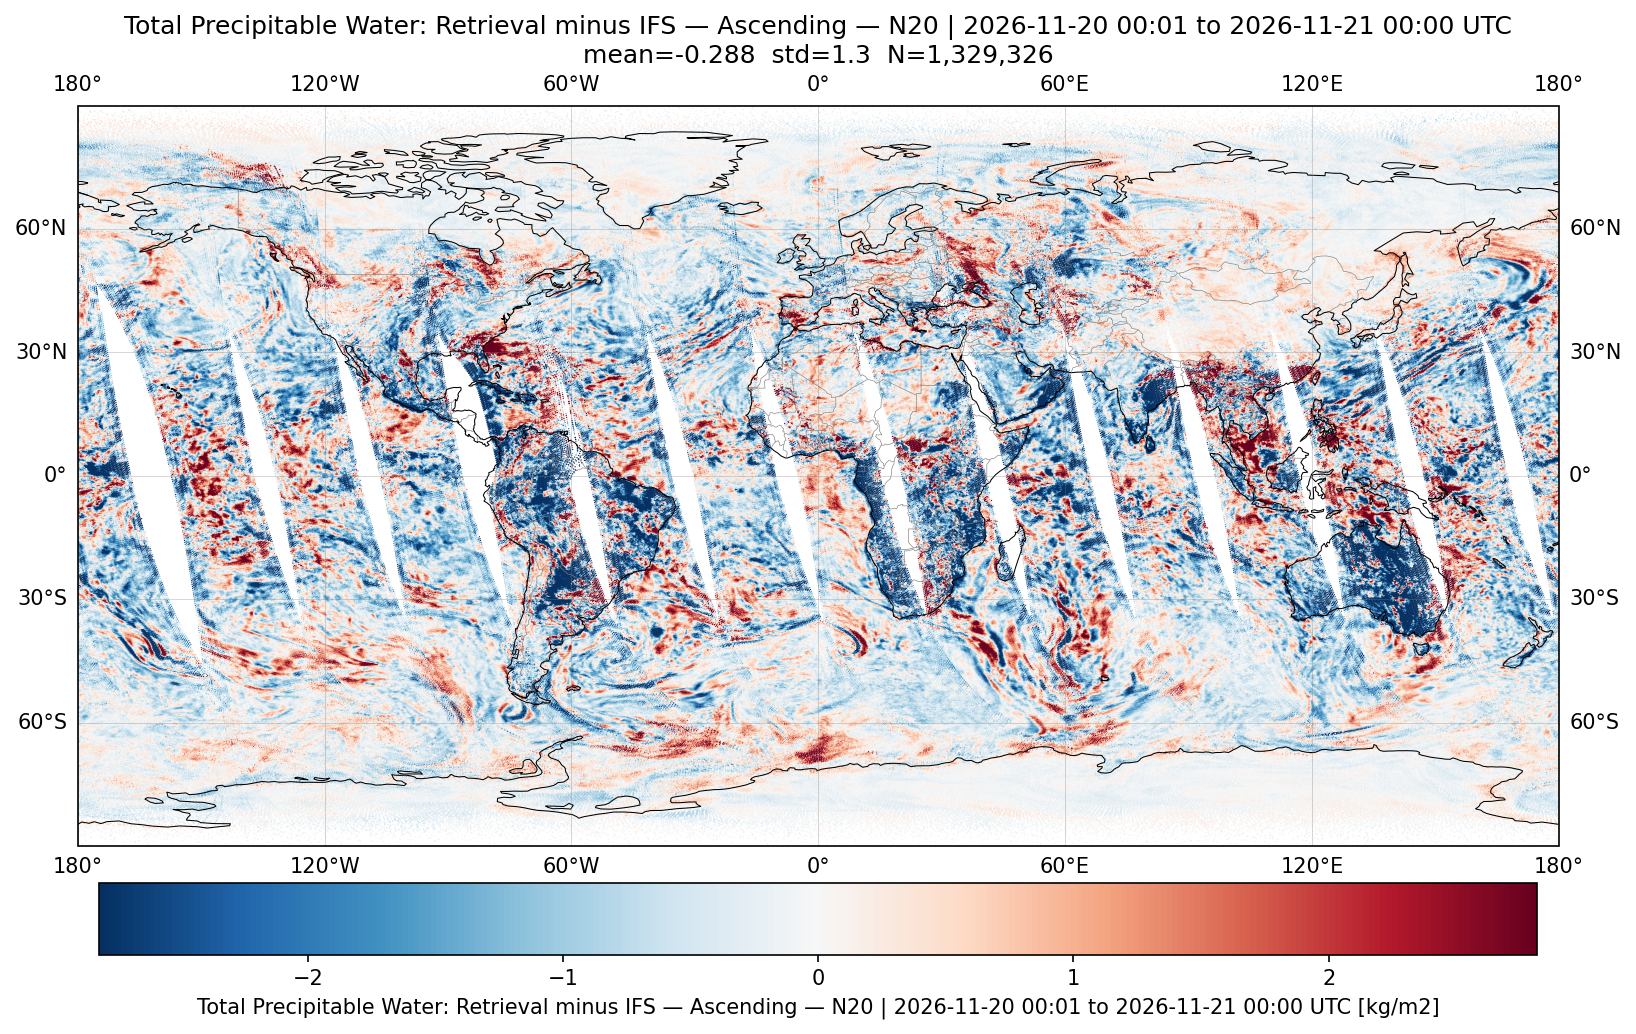 Total Precipitable Water: Retrieval minus IFS — Ascending — N20 | 2026-11-20 00:01 to 2026-11-21 00:00 UTC
mean=-0.288  std=1.3  N=1,329,326
180° 120°W 60°W 0° 60°E 120°E 180°
60°N 60°N
30°N 30°N
0° 0°
30°S 30°S
60°S 60°S
180° 120°W 60°W 0° 60°E 120°E 180°
−2 −1 0 1 2
Total Precipitable Water: Retrieval minus IFS — Ascending — N20 | 2026-11-20 00:01 to 2026-11-21 00:00 UTC [kg/m2]